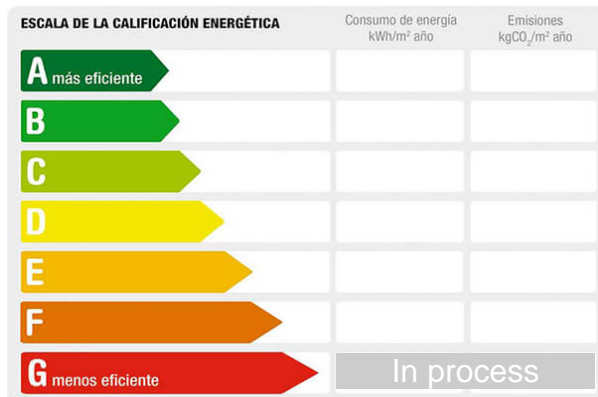 ESCALA DE LA CALIFICACIÓN ENERGÉTICA
Consumo de energía
kWh/m² año
Emisiones
kgCO₂/m² año
A más eficiente
B
C
D
E
F
G menos eficiente
In process